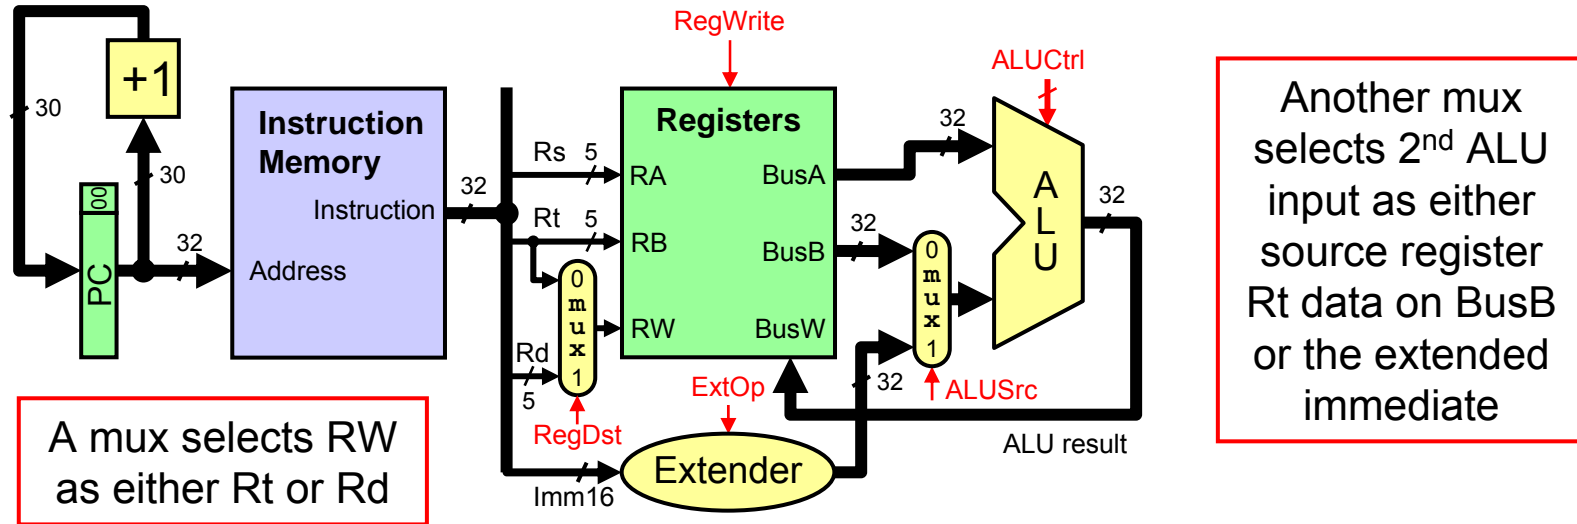 RegWrite
ALUCtrl
+1
30
30
Instruction
Memory
Instruction
Address
32
00
PC
32
Rs
5
Rt
5
Rd
5
0
mux
1
RegDst
Imm16
Registers
RA
RB
RW
BusA
BusB
BusW
32
32
0
mux
1
ALUSrc
32
ExtOp
Extender
ALU
32
ALU result
A mux selects RW
as either Rt or Rd
Another mux
selects 2nd ALU
input as either
source register
Rt data on BusB
or the extended
immediate